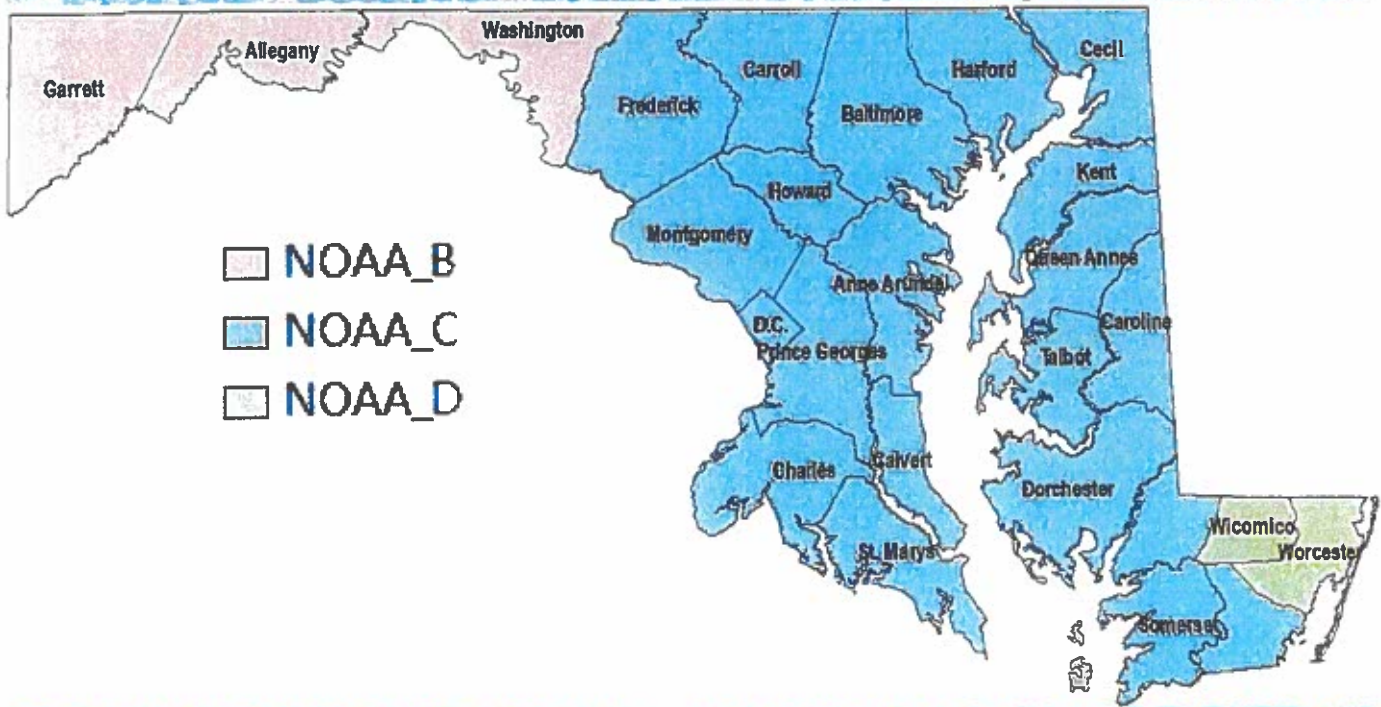 Washington
Allegany
Garrett
Cecil
Carroll
Harford
Frederick
Baltimore
Kent
Howard
Montgomery
Queen Annes
Anne Arundel
D.C.
Prince Georges
Caroline
Talbot
NOAA_B
NOAA_C
NOAA_D
Charles
Calvert
Dorchester
St. Marys
Wicomico
Worcester
Somerset